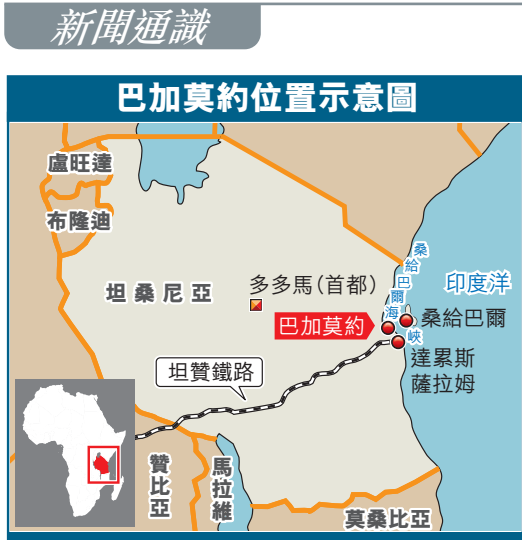 新聞通識
巴加莫約位置示意圖
盧旺達
布隆迪
坦桑尼亞
多多馬(首都)
巴加莫約
桑給巴爾海峽
印度洋
桑給巴爾
達累斯
薩拉姆
坦贊鐵路
贊比亞
馬拉維
莫桑比亞